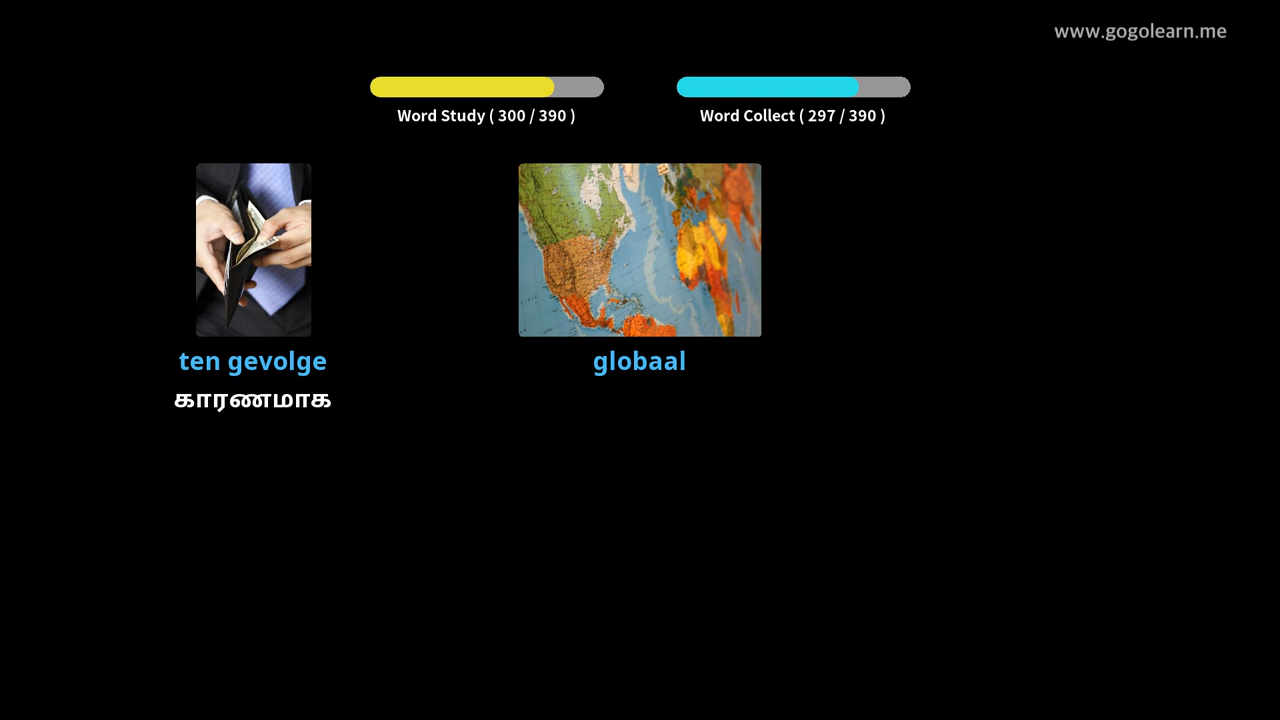 www.gogolearn.me
Word Study ( 300 / 390 )
Word Collect ( 297 / 390 )
ten gevolge
globaal
காரணமாக